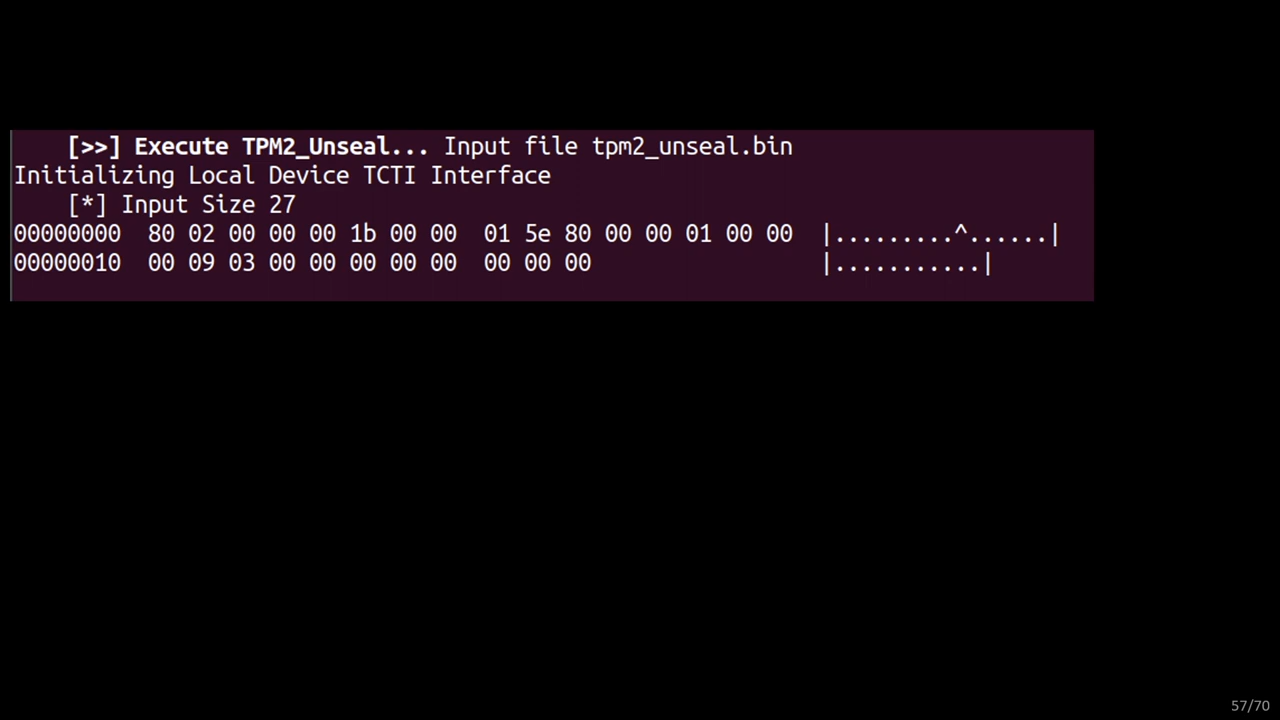 [>>] Execute TPM2_Unseal... Input file tpm2_unseal.bin
Initializing Local Device TCTI Interface
[*] Input Size 27
00000000  80 02 00 00 00 1b 00 00  01 5e 80 00 00 01 00 00  |.........^......|
00000010  00 09 03 00 00 00 00 00  00 00 00  |...........|
57/70